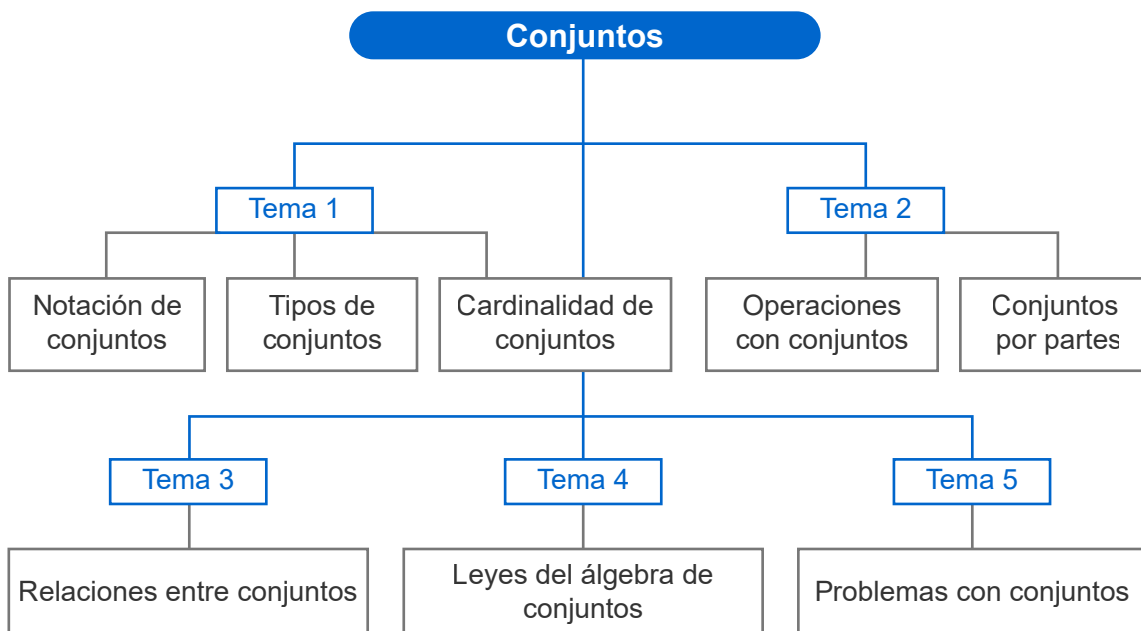 Conjuntos
Tema 1
Tema 2
Notación de
conjuntos
Tipos de
conjuntos
Cardinalidad de
conjuntos
Operaciones
con conjuntos
Conjuntos
por partes
Tema 3
Tema 4
Tema 5
Relaciones entre conjuntos
Leyes del álgebra de
conjuntos
Problemas con conjuntos